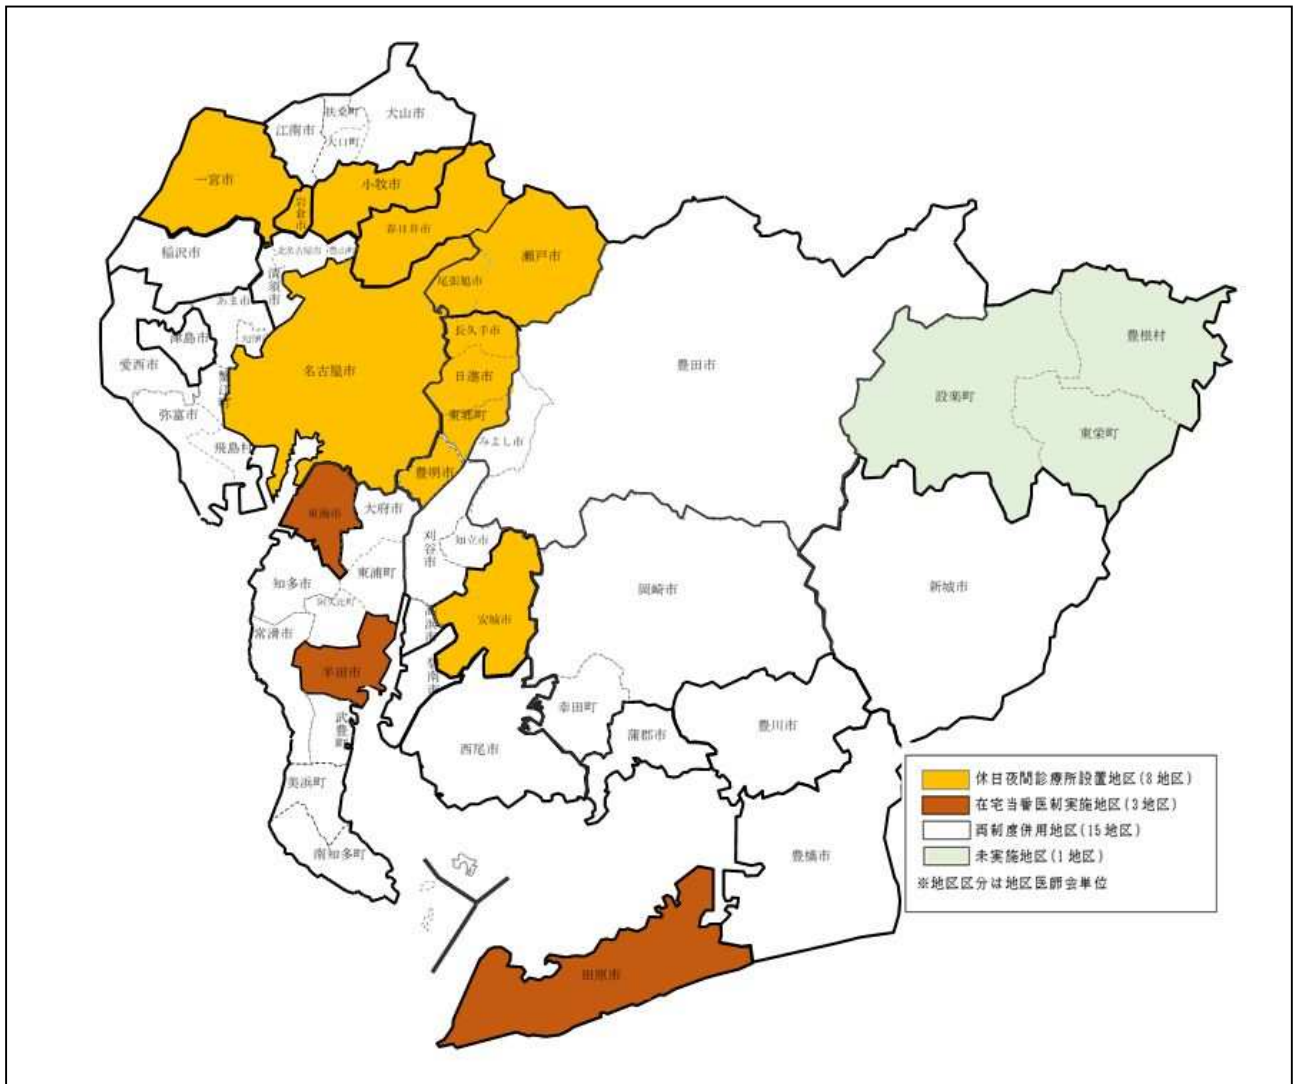 犬山市
扶桑町
江南市
大口町
一宮市
小牧市
岩倉市
春日井市
稲沢市
北名古屋市
豊山町
清須市
瀬戸市
尾張旭市
あま市
長久手市
津島市
豊根村
愛西市
名古屋市
豊田市
日進市
設楽町
弥富市
東郷町
東栄町
みよし市
飛島村
豊明市
東海市
大府市
刈谷市
知立市
東浦町
知多市
岡崎市
新城市
阿久比町
安城市
常滑市
半田市
幸田町
武豊町
蒲郡市
豊川市
西尾市
美浜町
南知多町
豊橋市
田原市
休日夜間診療所設置地区(8地区)
在宅当番医制実施地区(3地区)
両制度併用地区(15地区)
未実施地区(1地区)
※地区区分は地区医師会単位